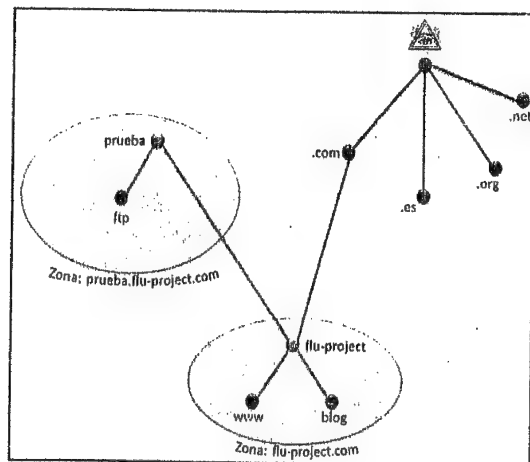 .net
prueba
.com
.org
.es
ftp
Zona: prueba.flu-project.com
flu-project
www
blog
Zona: flu-project.com